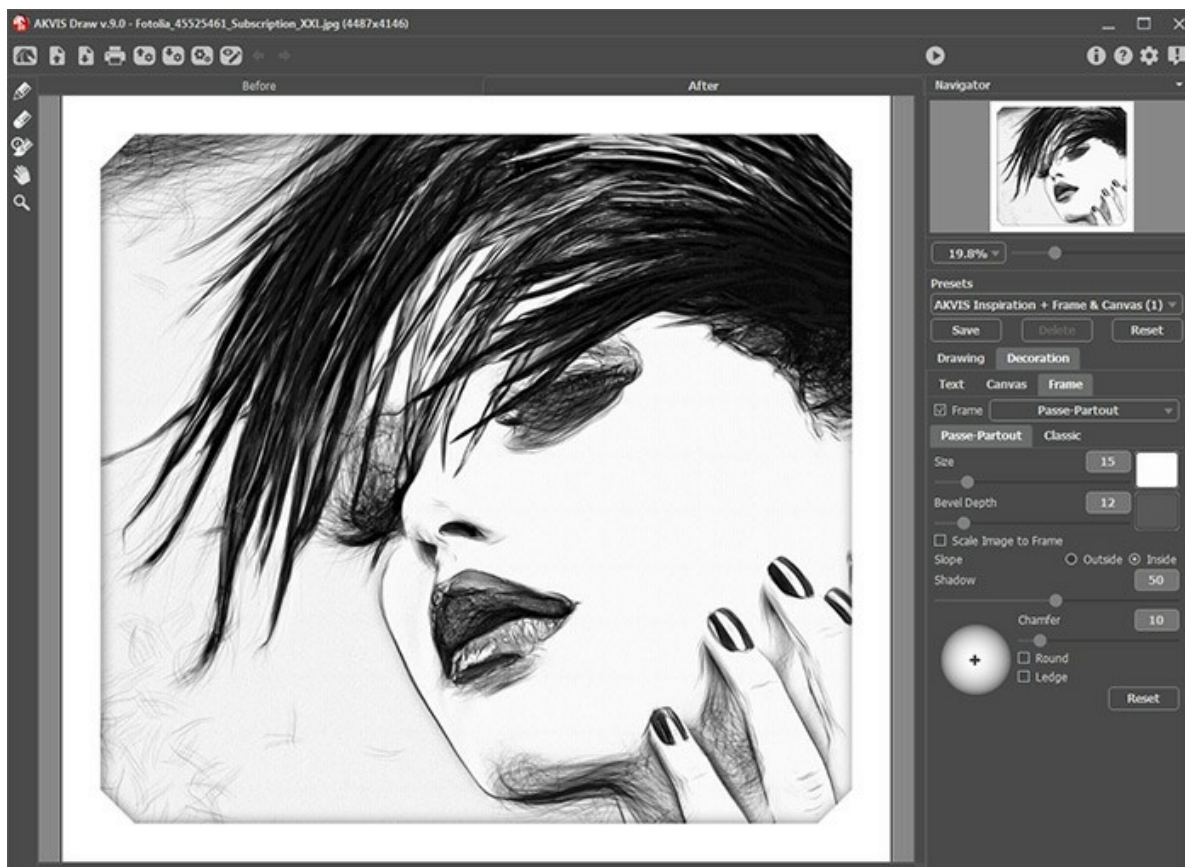 AKVIS Draw v.9.0 - Fotolia_45525461_Subscription_XXL.jpg (4487x4146)
Before
After
Navigator
19.8%
Presets
AKVIS Inspiration + Frame & Canvas (1)
Save Delete Reset
Drawing Decoration
Text Canvas Frame
Frame Passe-Partout
Passe-Partout Classic
Size 15
Bevel Depth 12
Scale Image to Frame
Slope Outside Inside
Shadow 50
Chamfer 10
Round
Ledge
Reset